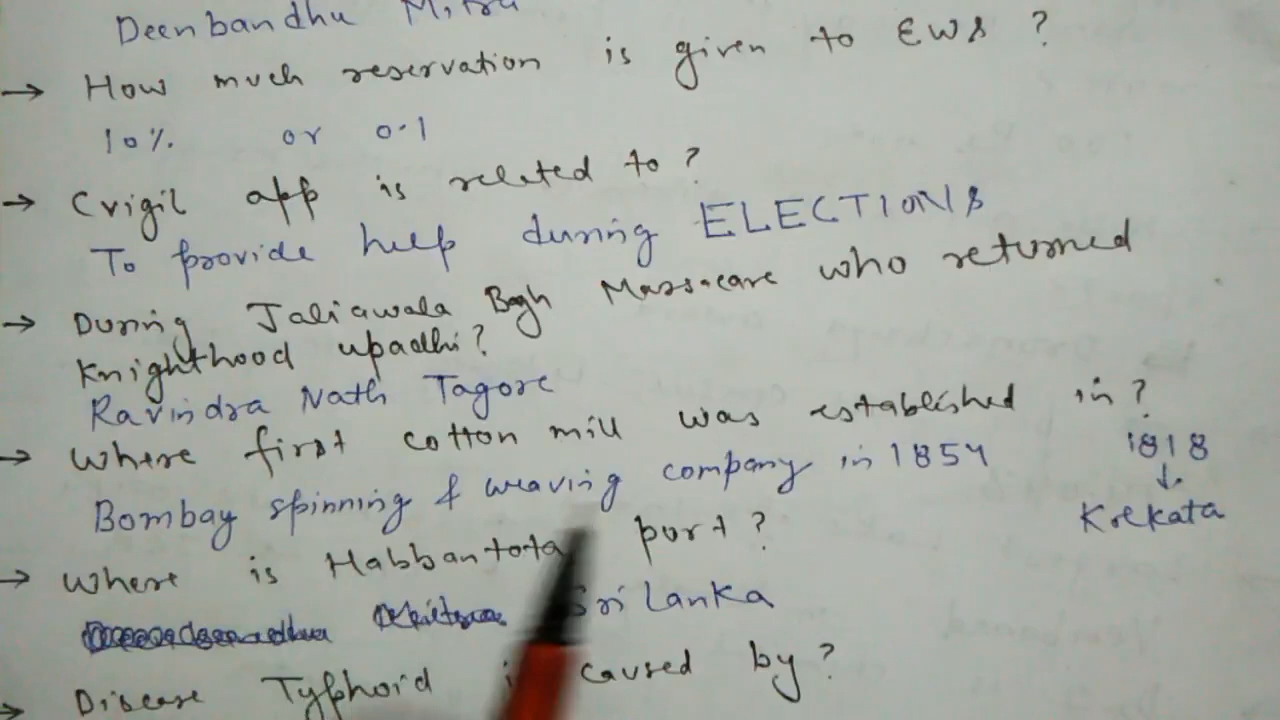 Deenbandhu Mitra
→ How much reservation is given to EWS ?
10% or 0.1
→ Cvigil app is related to ?
To provide help during ELECTIONS
→ During Jaliawala Bagh Massacare who returned
Knighthood upadhi?
Ravindra Nath Tagore
→ Where first cotton mill was established in ?
1818
↓
Kolkata
Bombay spinning & weaving company in 1854
→ Where is Habbantota port ?
Sri Lanka
→ Disease Typhoid is caused by ?